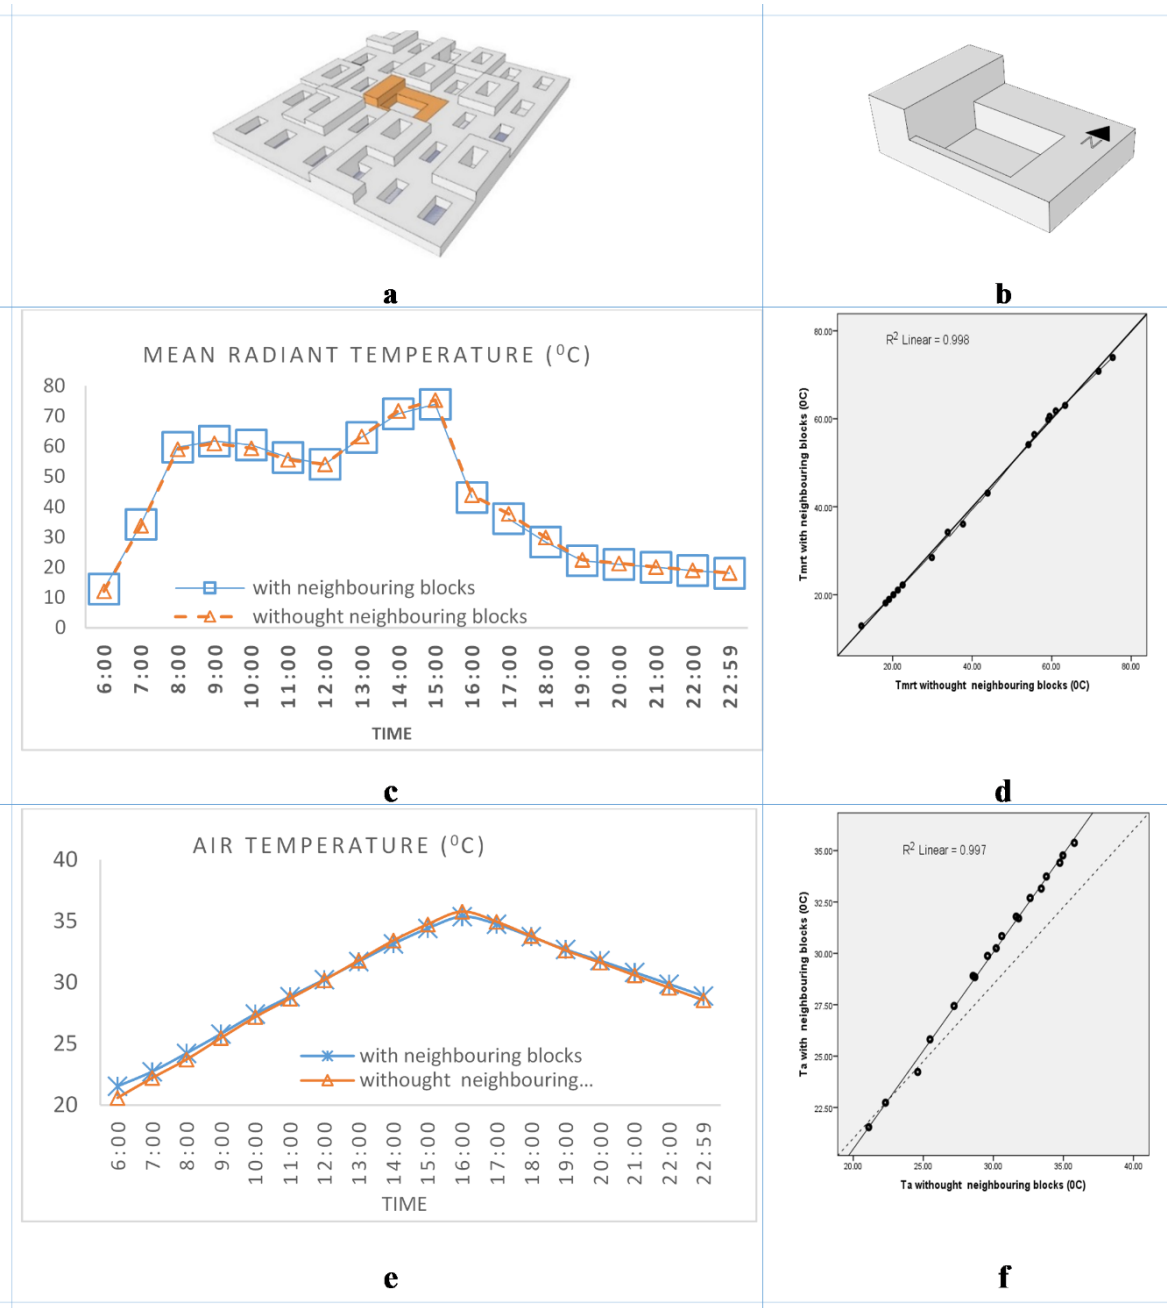 N
a
b
MEAN RADIANT TEMPERATURE (⁰C)
80
70
60
50
40
30
20
10
0
with neighbouring blocks
withought neighbouring blocks
6:00
7:00
8:00
9:00
10:00
11:00
12:00
13:00
14:00
15:00
16:00
17:00
18:00
19:00
20:00
21:00
22:00
22:59
TIME
c
R² Linear = 0.998
Tmrt with neighbouring blocks (0C)
80.00
60.00
40.00
20.00
20.00 40.00 60.00 80.00
Tmrt withought neighbouring blocks (0C)
d
AIR TEMPERATURE (⁰C)
40
35
30
25
20
with neighbouring blocks
withought neighbouring...
6:00
7:00
8:00
9:00
10:00
11:00
12:00
13:00
14:00
15:00
16:00
17:00
18:00
19:00
20:00
21:00
22:00
22:59
TIME
e
R² Linear = 0.997
Ta with neighbouring blocks (0C)
35.00
32.50
30.00
27.50
25.00
22.50
20.00 25.00 30.00 35.00 40.00
Ta withought neighbouring blocks (0C)
f